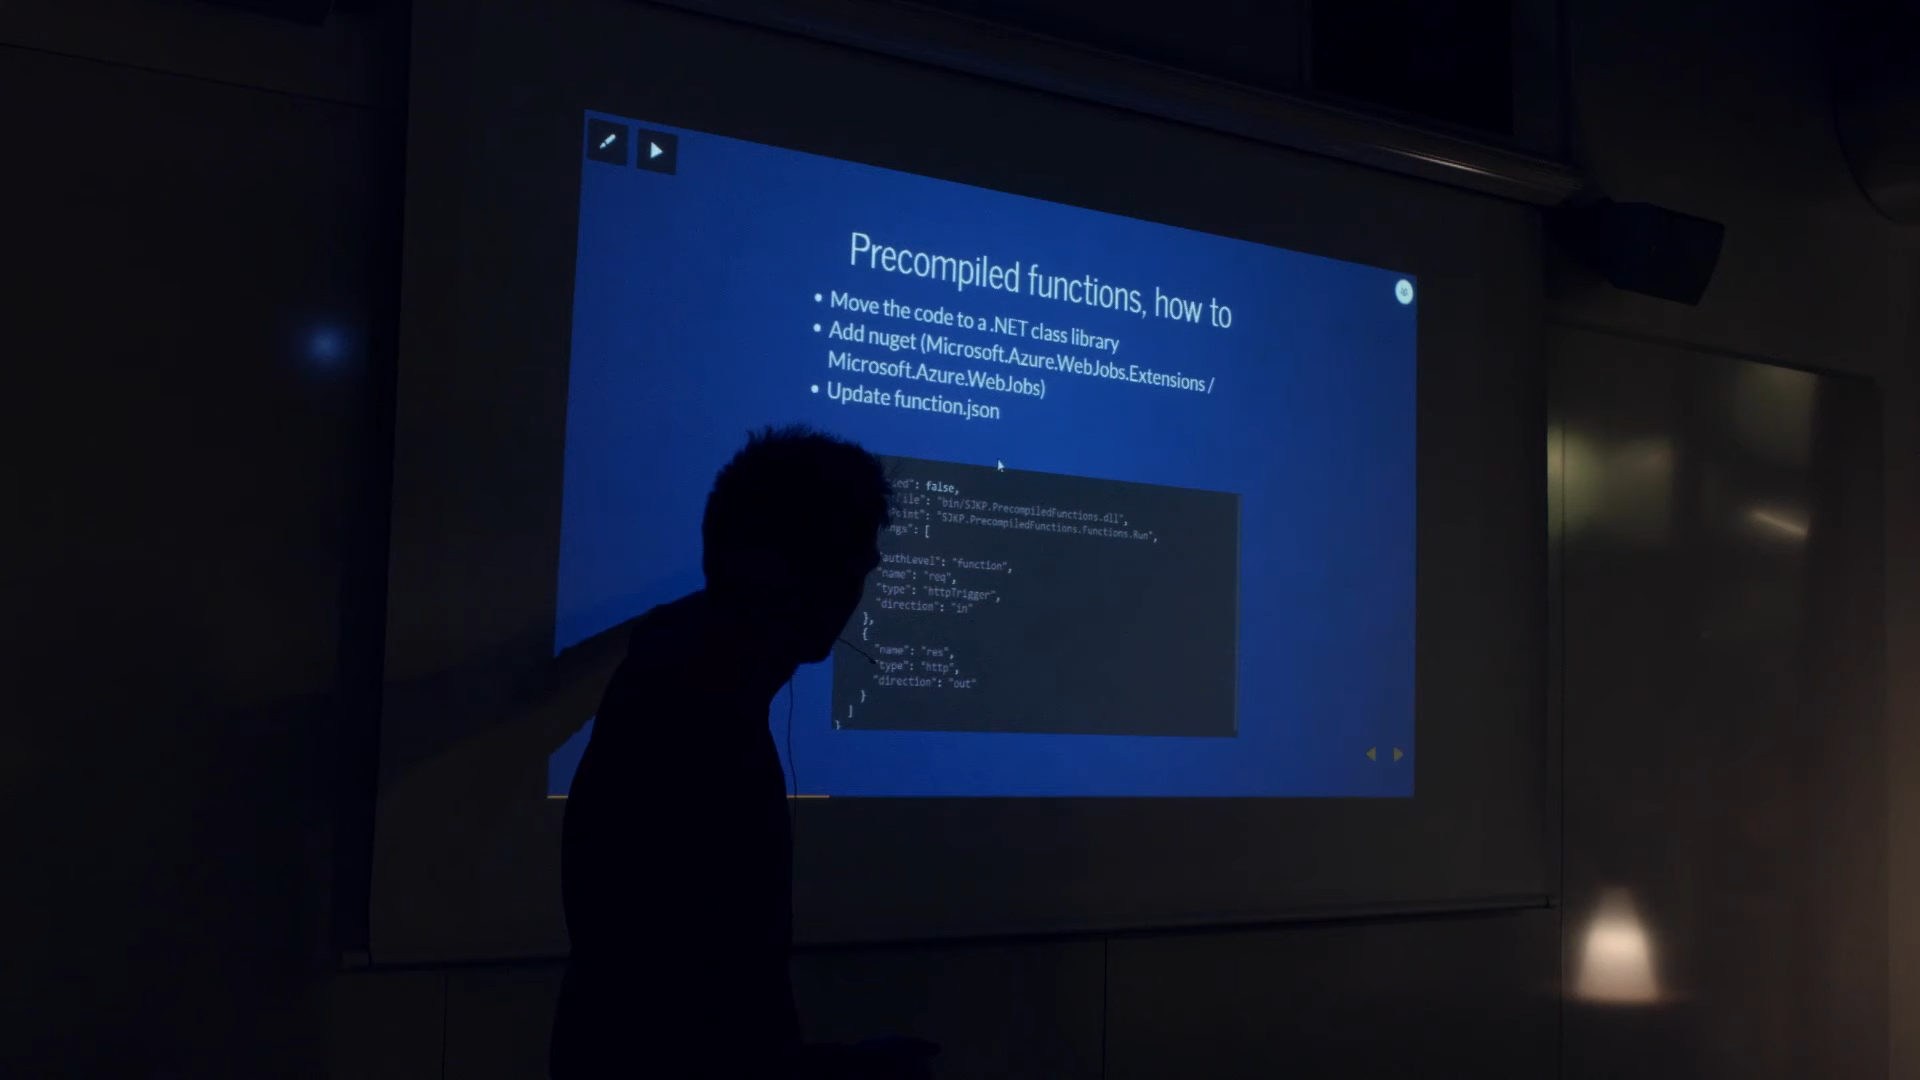 Precompiled functions, how to
• Move the code to a .NET class library
• Add nuget (Microsoft.Azure.WebJobs.Extensions /
Microsoft.Azure.WebJobs)
• Update function.json
false,
"bin/SJKP.PrecompiledFunctions.dll",
"SJKP.PrecompiledFunctions.Functions.Run",
[
authLevel": "function",
"name": "req",
"type": "httpTrigger",
"direction": "in"
},
{
"name": "res",
"type": "http",
"direction": "out"
}
]
}